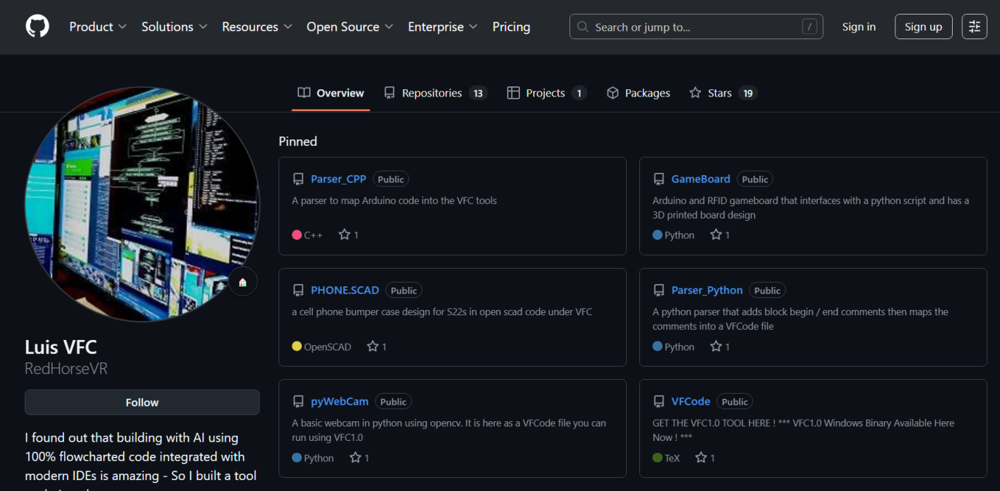 Product Solutions Resources Open Source Enterprise Pricing Search or jump to... / Sign in Sign up
Overview Repositories 13 Projects 1 Packages Stars 19
Luis VFC
RedHorseVR
Follow
I found out that building with AI using
100% flowcharted code integrated with
modern IDEs is amazing - So I built a tool
Pinned
Parser_CPP Public
A parser to map Arduino code into the VFC tools
C++ 1
GameBoard Public
Arduino and RFID gameboard that interfaces with a python script and has a
3D printed board design
Python 1
PHONE.SCAD Public
a cell phone bumper case design for S22s in open scad code under VFC
OpenSCAD 1
Parser_Python Public
A python parser that adds block begin / end comments then maps the
comments into a VFCode file
Python 1
pyWebCam Public
A basic webcam in python using opencv. It is here as a VFCode file you can
run using VFC1.0
Python 1
VFCode Public
GET THE VFC1.0 TOOL HERE ! *** VFC1.0 Windows Binary Available Here
Now ! ***
TeX 1